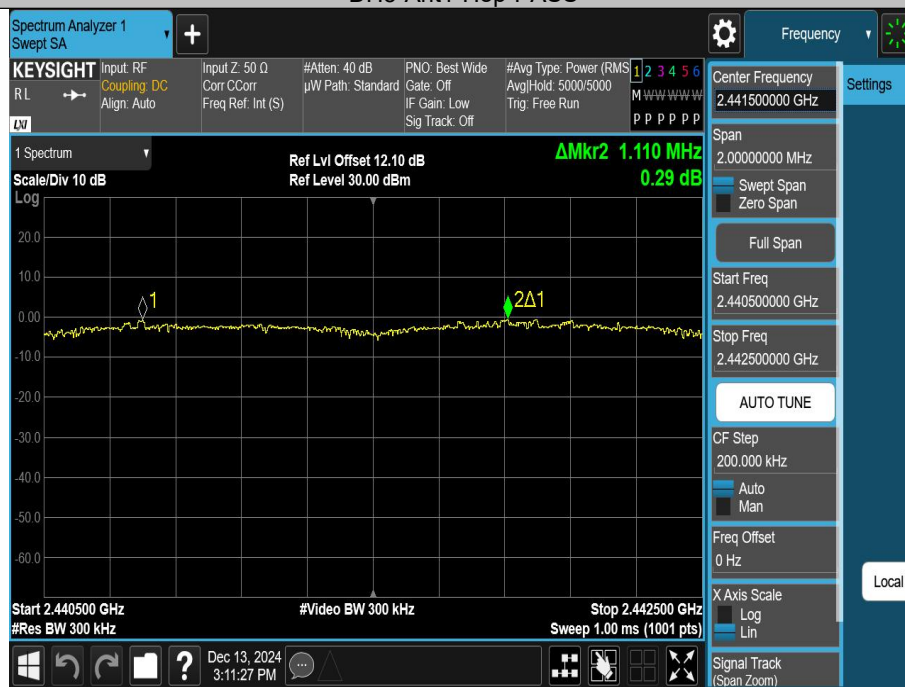 Spectrum Analyzer 1
Swept SA
Frequency
KEYSIGHT
RL
LXI
Input: RF
Coupling: DC
Align: Auto
Input Z: 50 Ω
Corr CCorr
Freq Ref: Int (S)
#Atten: 40 dB
µW Path: Standard
PNO: Best Wide
Gate: Off
IF Gain: Low
Sig Track: Off
#Avg Type: Power (RMS
Avg|Hold: 5000/5000
Trig: Free Run
1 2 3 4 5 6
M W W W W W
P P P P P P
1 Spectrum
Scale/Div 10 dB
Log
Ref Lvl Offset 12.10 dB
Ref Level 30.00 dBm
ΔMkr2 1.110 MHz
0.29 dB
20.0
10.0
0.00
-10.0
-20.0
-30.0
-40.0
-50.0
-60.0
1
2Δ1
Start 2.440500 GHz
#Res BW 300 kHz
#Video BW 300 kHz
Stop 2.442500 GHz
Sweep 1.00 ms (1001 pts)
Dec 13, 2024
3:11:27 PM
Center Frequency
2.441500000 GHz
Settings
Span
2.00000000 MHz
Swept Span
Zero Span
Full Span
Start Freq
2.440500000 GHz
Stop Freq
2.442500000 GHz
AUTO TUNE
CF Step
200.000 kHz
Auto
Man
Freq Offset
0 Hz
Local
X Axis Scale
Log
Lin
Signal Track
(Span Zoom)